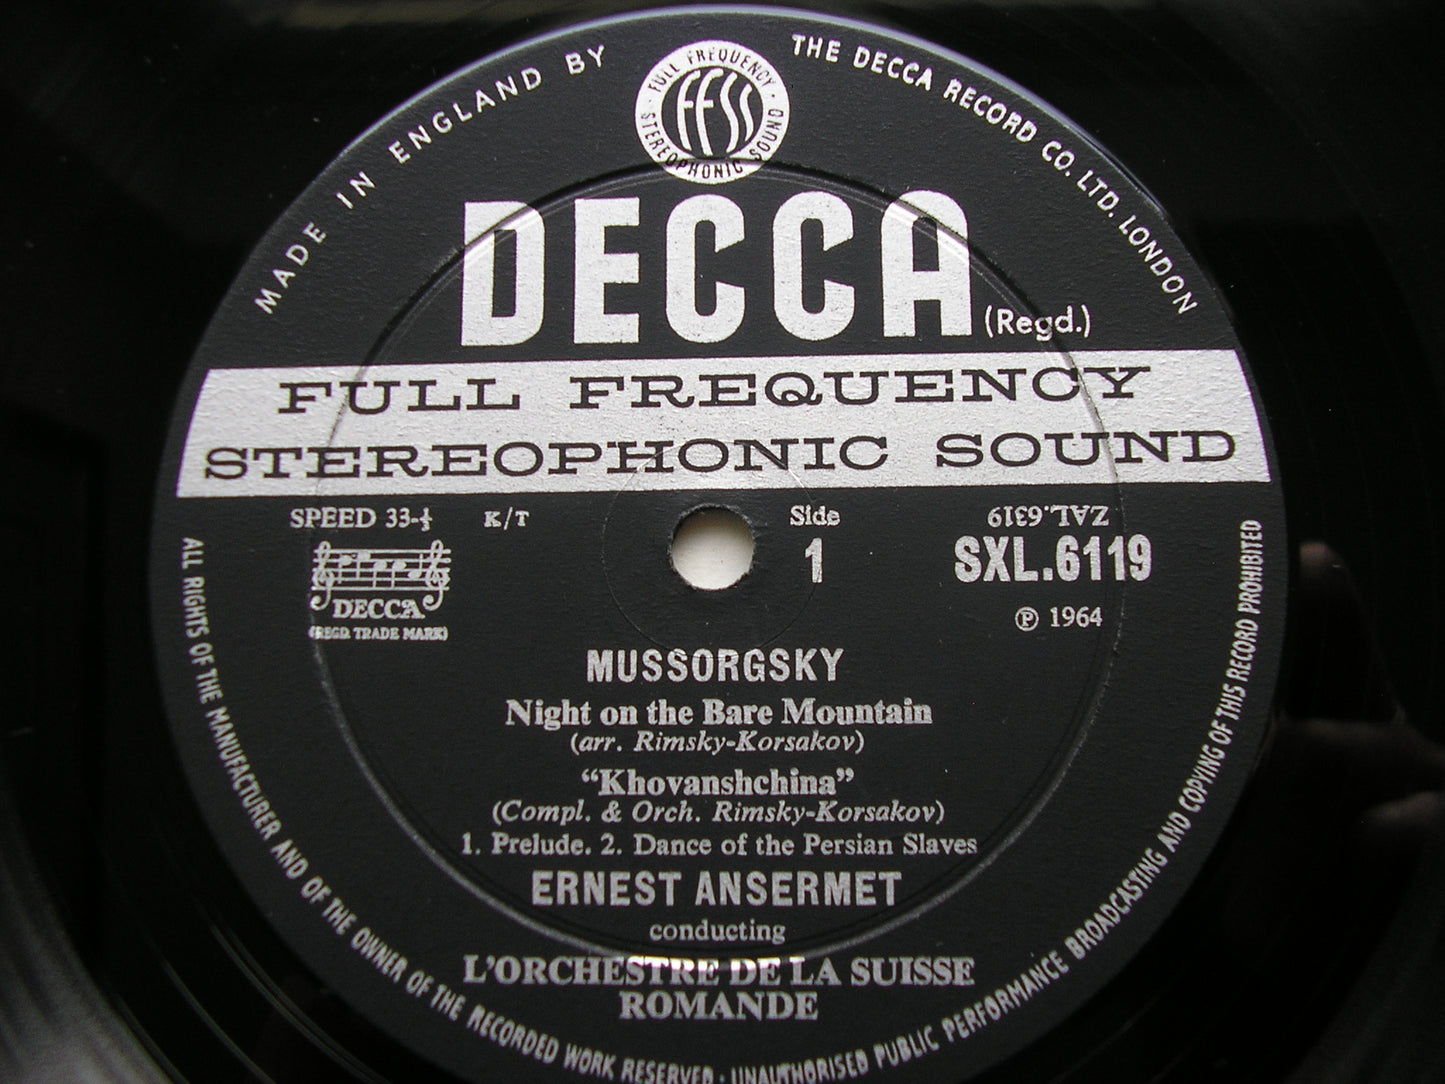 MADE IN ENGLAND BY
THE DECCA RECORD CO. LTD. LONDON
FULL FREQUENCY
FFSS
STEREOPHONIC SOUND
DECCA
(Regd.)
FULL FREQUENCY
STEREOPHONIC SOUND
SPEED 33-⅓ K/T
Side
1
ZAL.6319
SXL.6119
℗ 1964
DECCA
(REGD. TRADE MARK)
MUSSORGSKY
Night on the Bare Mountain
(arr. Rimsky-Korsakov)
“Khovanshchina”
(Compl. & Orch. Rimsky-Korsakov)
1. Prelude. 2. Dance of the Persian Slaves
ERNEST ANSERMET
conducting
L'ORCHESTRE DE LA SUISSE
ROMANDE
ALL RIGHTS OF THE MANUFACTURER AND OF THE OWNER OF THE RECORDED WORK RESERVED · UNAUTHORISED PUBLIC PERFORMANCE BROADCASTING AND COPYING OF THIS RECORD PROHIBITED